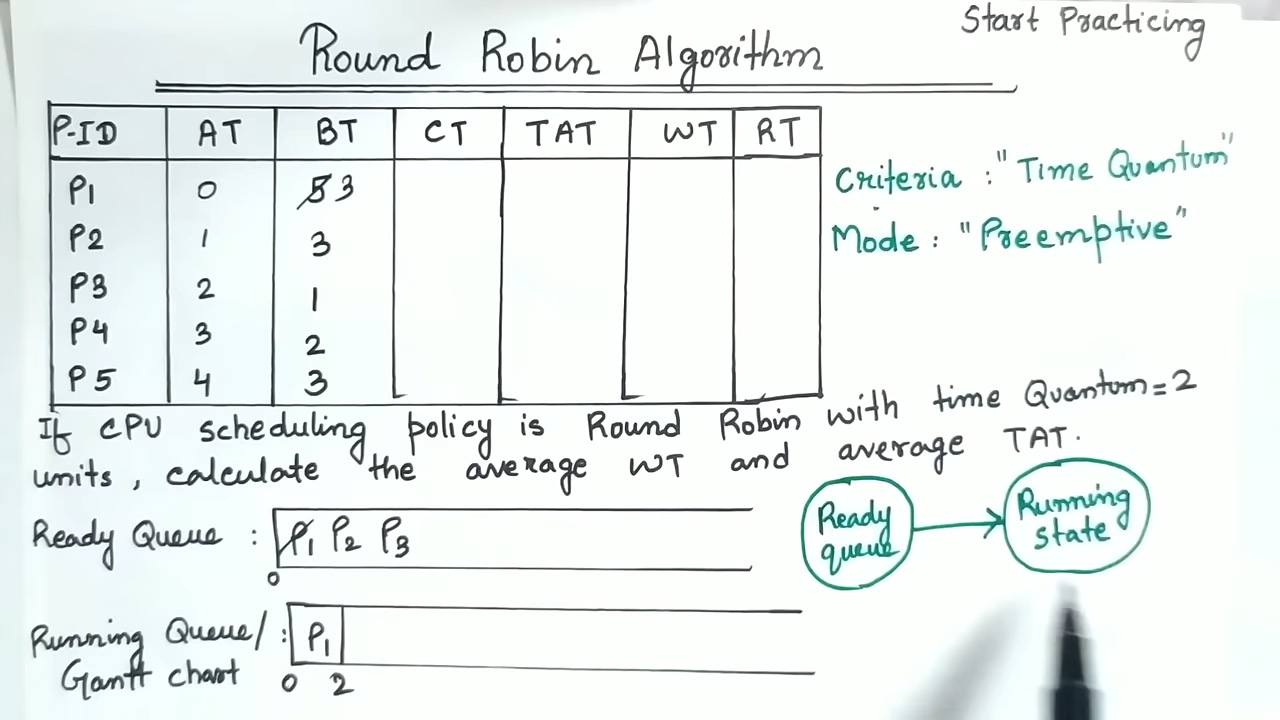 Start Practicing
Round Robin Algorithm
P-ID AT BT CT TAT WT RT
P1 0 5 3
P2 1 3
P3 2 1
P4 3 2
P5 4 3
Criteria : "Time Quantum"
Mode : "Preemptive"
If CPU scheduling policy is Round Robin with time Quantum=2
units, calculate the average WT and average TAT.
Ready Queue : P1 P2 P3
0
Ready queue
Running state
Running Queue/ : P1
Gantt chart 0 2